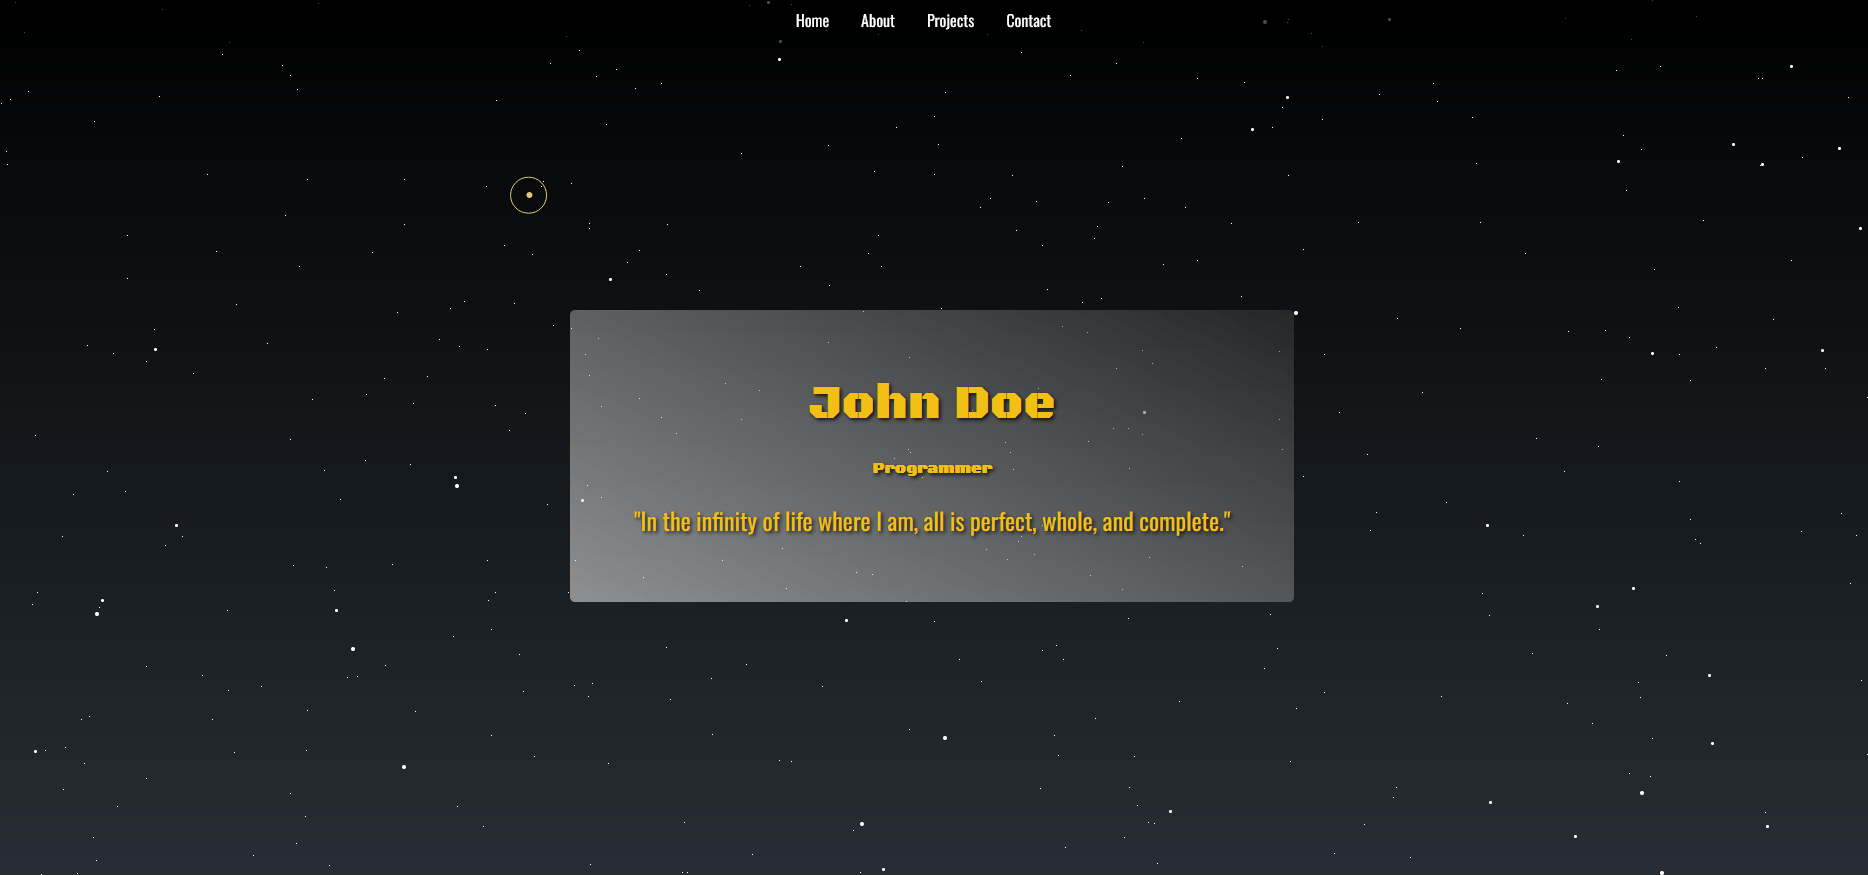 Home About Projects Contact
John Doe
Programmer
"In the infinity of life where I am, all is perfect, whole, and complete."